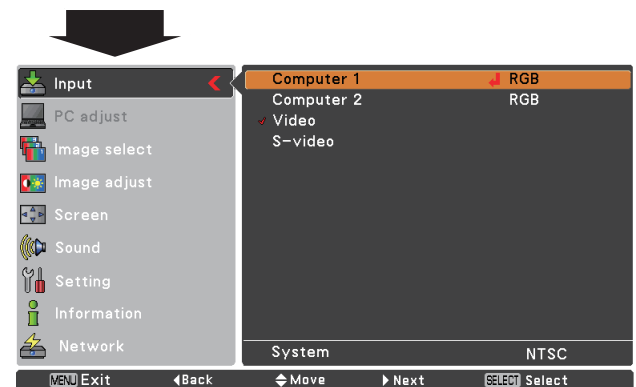 Input
PC adjust
Image select
Image adjust
Screen
Sound
Setting
Information
Network
Computer 1 RGB
Computer 2 RGB
Video
S-video
System NTSC
MENU Exit Back Move Next SELECT Select